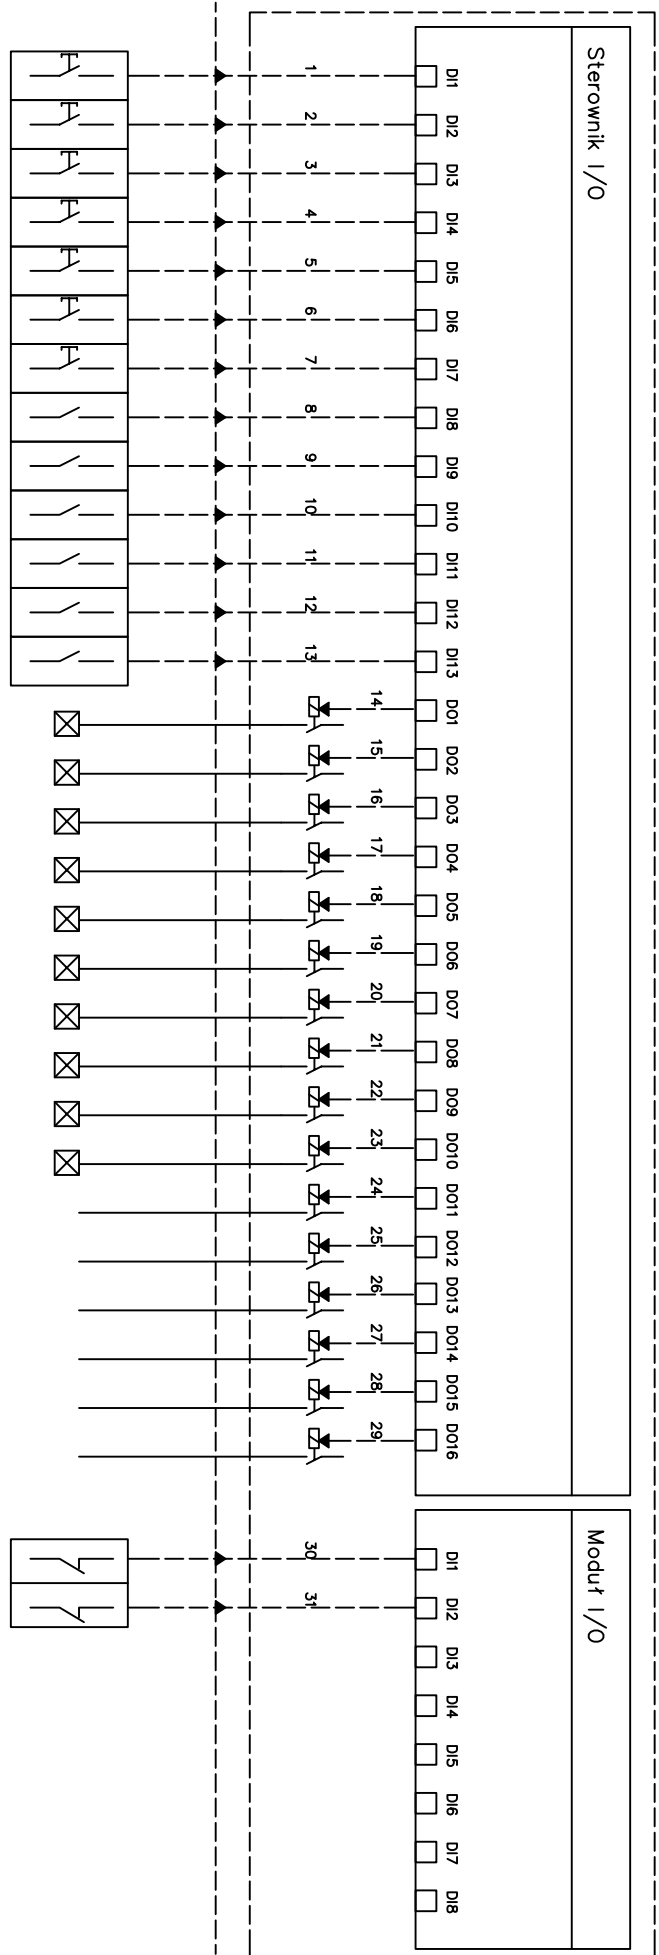 Sterownik I/O
DI1
DI2
DI3
DI4
DI5
DI6
DI7
DI8
DI9
DI10
DI11
DI12
DI13
DO1
DO2
DO3
DO4
DO5
DO6
DO7
DO8
DO9
DO10
DO11
DO12
DO13
DO14
DO15
DO16
1
2
3
4
5
6
7
8
9
10
11
12
13
14
15
16
17
18
19
20
21
22
23
24
25
26
27
28
29
Moduł I/O
DI1
DI2
DI3
DI4
DI5
DI6
DI7
DI8
30
31